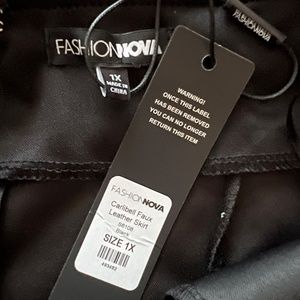 FASHIONNOVA
1X
MADE IN
CHINA
FASHIONNOVA
WARNING!
ONCE THIS LABEL
HAS BEEN REMOVED
YOU CAN NO LONGER
RETURN THIS ITEM
FASHIONNOVA
Carlibell Faux
Leather Skirt
Black
SIZE 1X